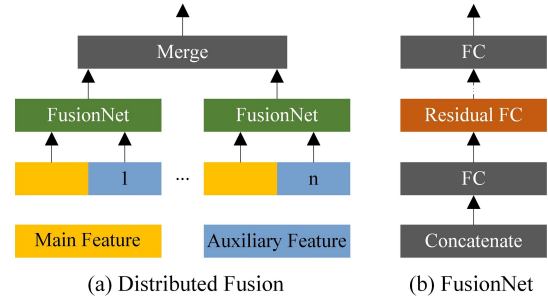 Merge
FC
FusionNet
FusionNet
Residual FC
1
...
n
FC
Main Feature
Auxiliary Feature
Concatenate
(a) Distributed Fusion
(b) FusionNet